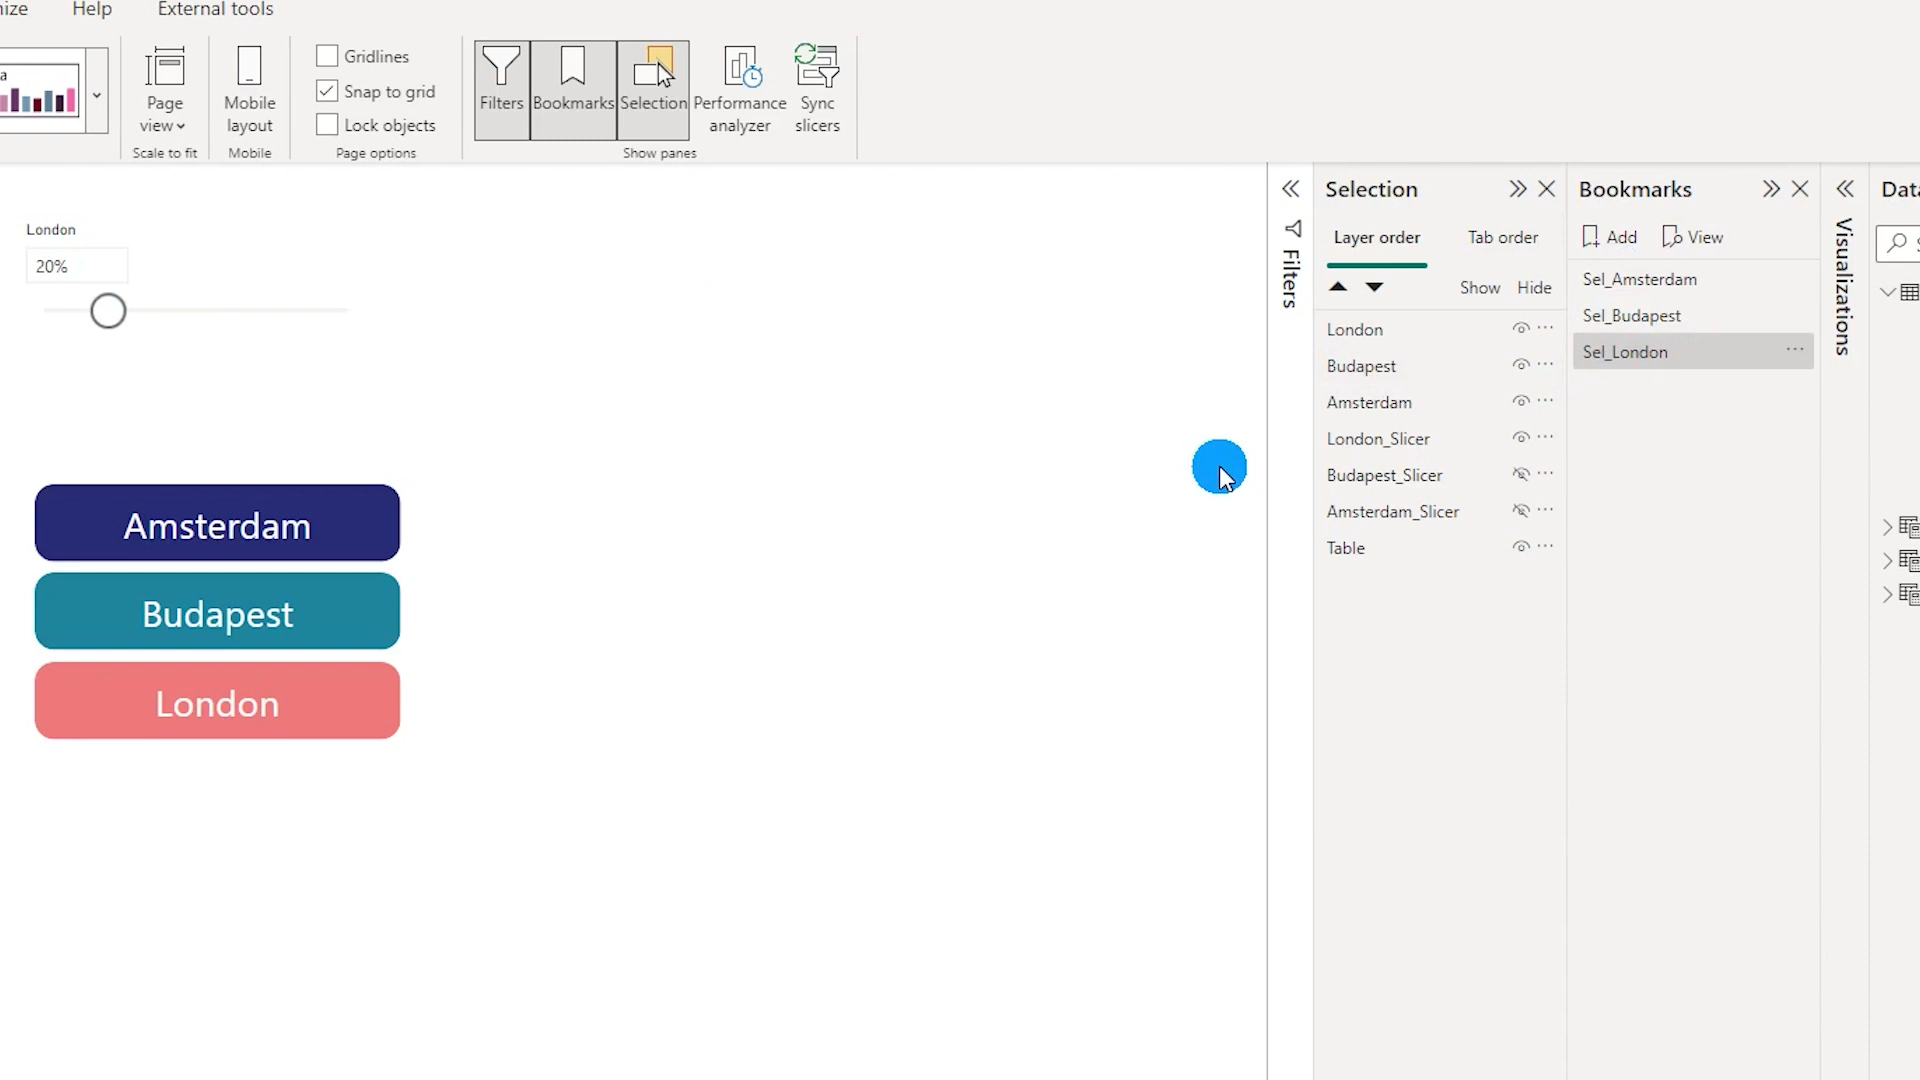 ize Help External tools
a
Page view
Mobile layout
Gridlines
Snap to grid
Lock objects
Filters
Bookmarks
Selection
Performance analyzer
Sync slicers
Scale to fit
Mobile
Page options
Show panes
London
20%
Amsterdam
Budapest
London
Filters
Selection
Layer order
Tab order
Show Hide
London
Budapest
Amsterdam
London_Slicer
Budapest_Slicer
Amsterdam_Slicer
Table
Bookmarks
Add
View
Sel_Amsterdam
Sel_Budapest
Sel_London
Visualizations
Data
S